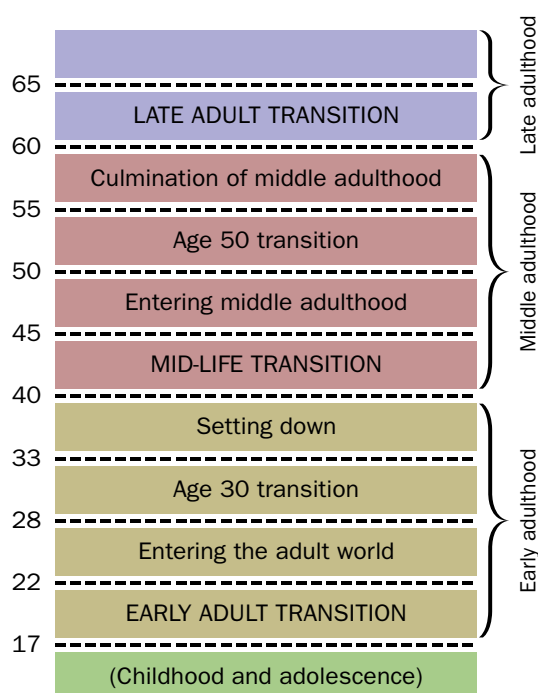 65
LATE ADULT TRANSITION
60
Culmination of middle adulthood
55
Age 50 transition
50
Entering middle adulthood
45
MID-LIFE TRANSITION
40
Setting down
33
Age 30 transition
28
Entering the adult world
22
EARLY ADULT TRANSITION
17
(Childhood and adolescence)
Late adulthood
Middle adulthood
Early adulthood